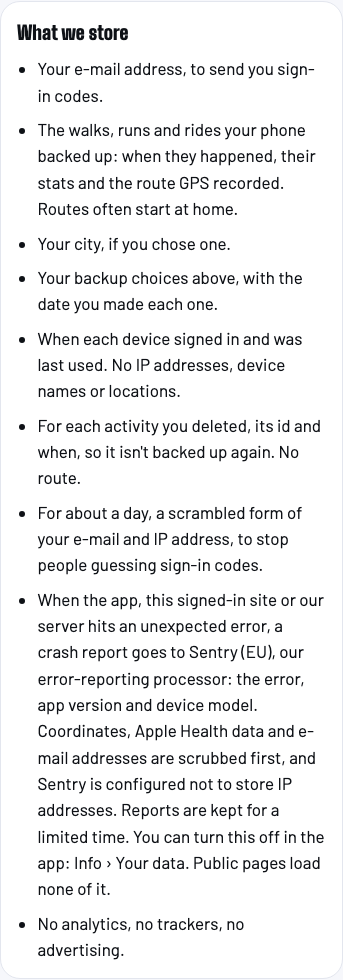 What we store
• Your e-mail address, to send you sign-
in codes.
• The walks, runs and rides your phone
backed up: when they happened, their
stats and the route GPS recorded.
Routes often start at home.
• Your city, if you chose one.
• Your backup choices above, with the
date you made each one.
• When each device signed in and was
last used. No IP addresses, device
names or locations.
• For each activity you deleted, its id and
when, so it isn't backed up again. No
route.
• For about a day, a scrambled form of
your e-mail and IP address, to stop
people guessing sign-in codes.
• When the app, this signed-in site or our
server hits an unexpected error, a
crash report goes to Sentry (EU), our
error-reporting processor: the error,
app version and device model.
Coordinates, Apple Health data and e-
mail addresses are scrubbed first, and
Sentry is configured not to store IP
addresses. Reports are kept for a
limited time. You can turn this off in the
app: Info › Your data. Public pages load
none of it.
• No analytics, no trackers, no
advertising.